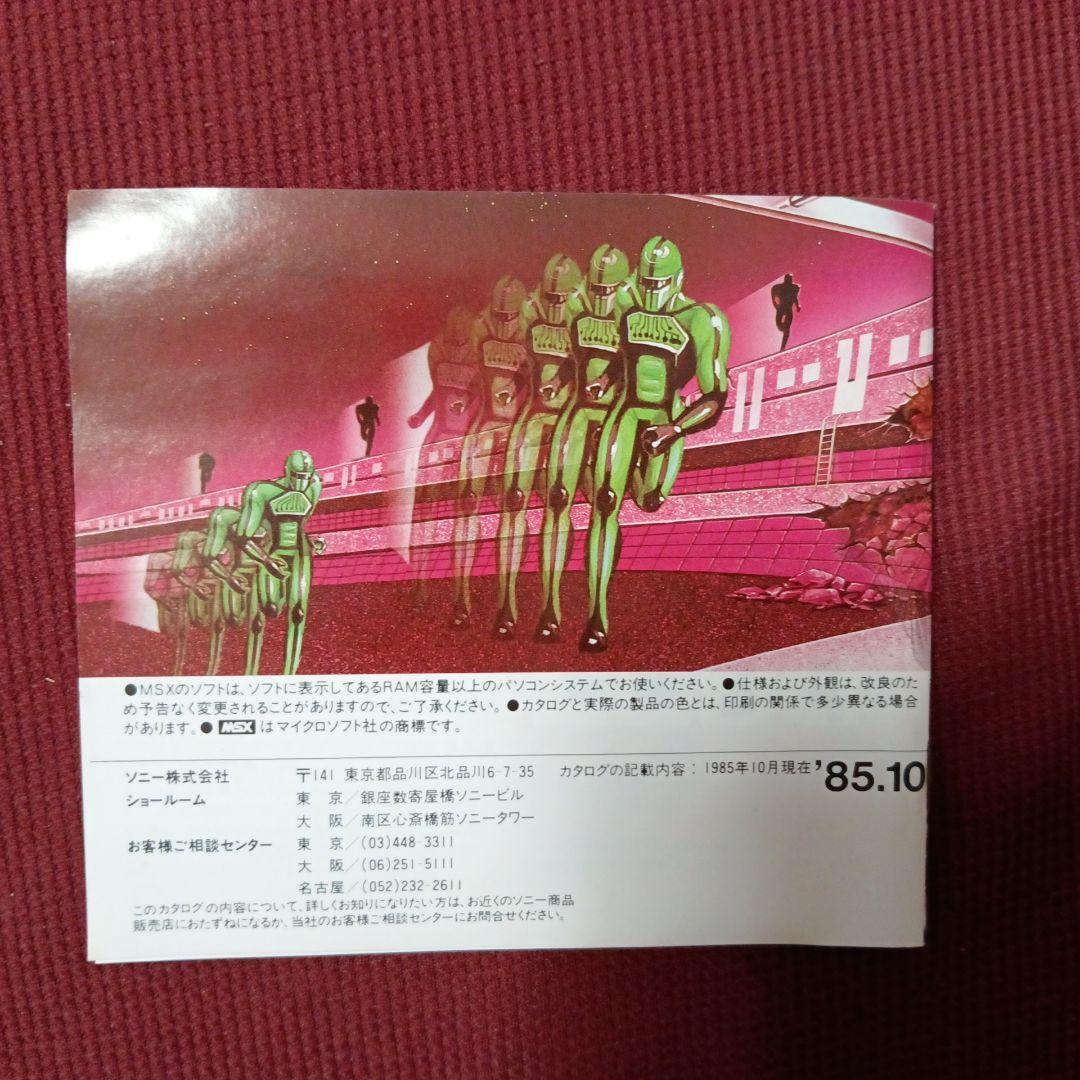 ●MSXのソフトは、ソフトに表示してあるRAM容量以上のパソコンシステムでお使いください。●仕様および外観は、改良のた
め予告なく変更されることがありますので、ご了承ください。●カタログと実際の製品の色とは、印刷の関係で多少異なる場合
があります。●MSXはマイクロソフト社の商標です。
ソニー株式会社 〒141 東京都品川区北品川6-7-35 カタログの記載内容:1985年10月現在 '85.10
ショールーム 東 京/銀座数寄屋橋ソニービル
大 阪/南区心斎橋筋ソニータワー
お客様ご相談センター 東 京/(03)448-3311
大 阪/(06)251-5111
名古屋/(052)232-2611
このカタログの内容について、詳しくお知りになりたい方は、お近くのソニー商品
販売店におたずねになるか、当社のお客様ご相談センターにお問合せください。